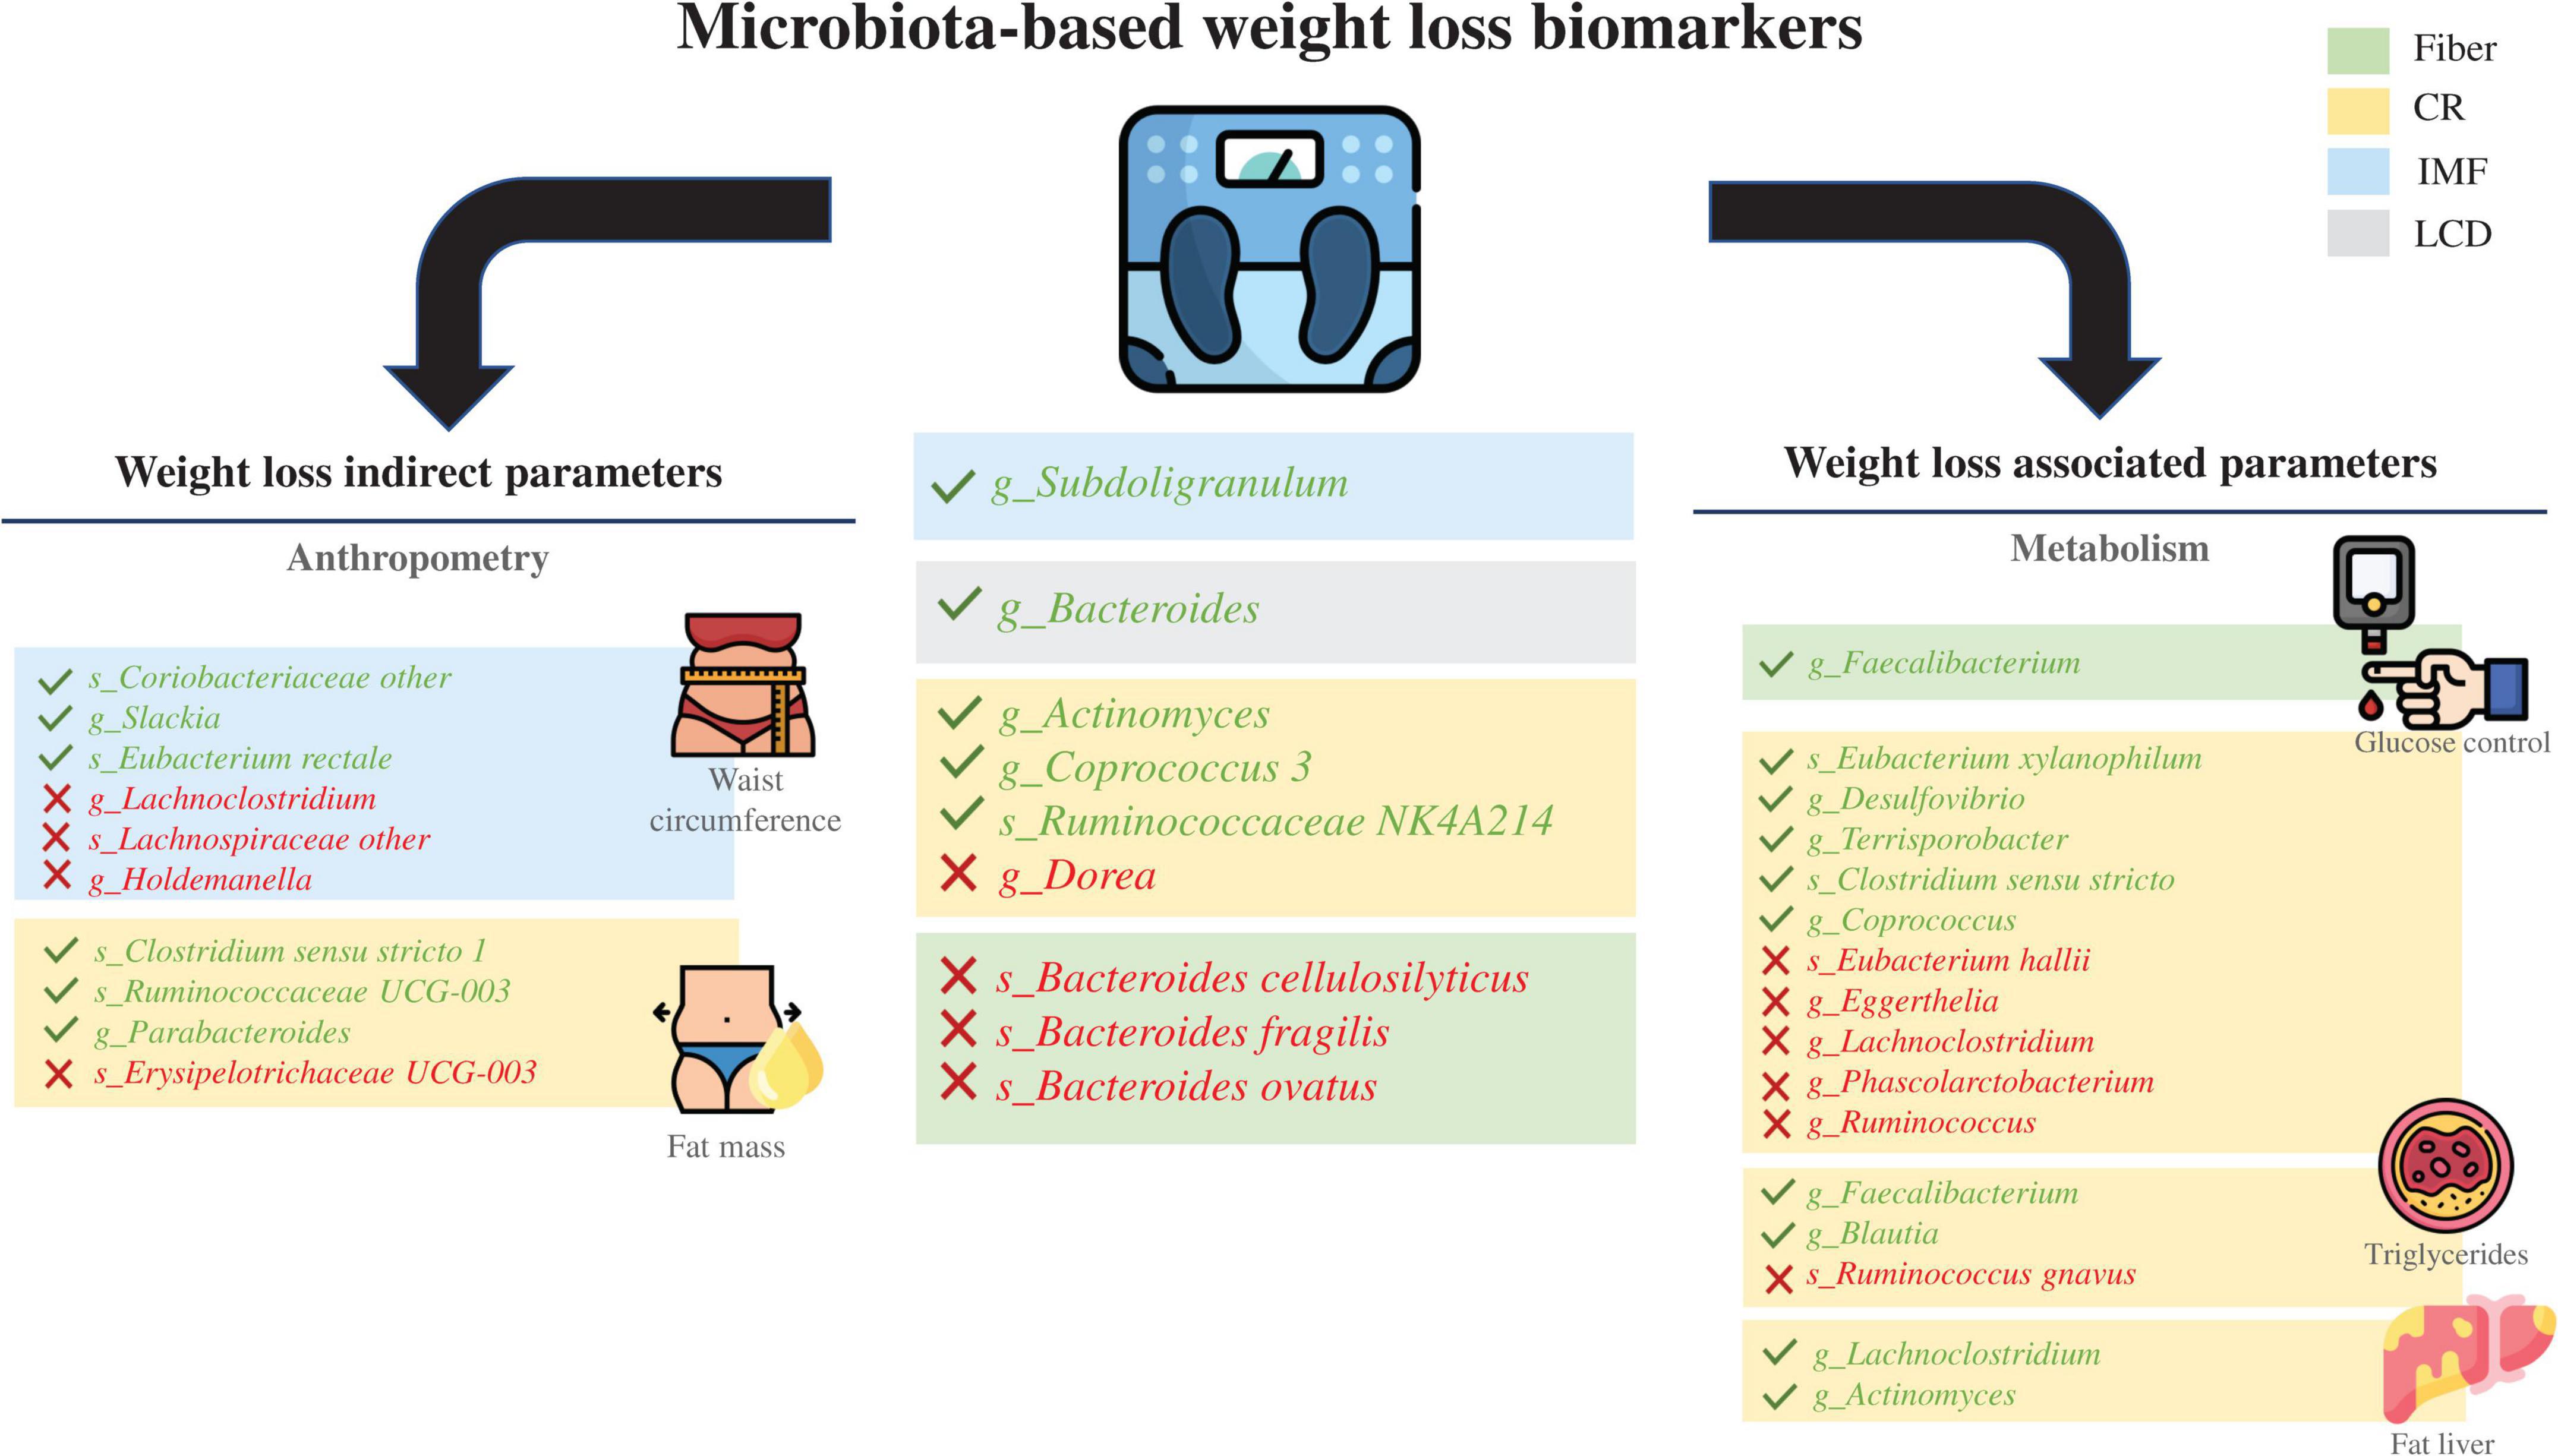 Microbiota-based weight loss biomarkers
Fiber
CR
IMF
LCD
Weight loss indirect parameters
Anthropometry
s_Coriobacteriaceae other
g_Slackia
s_Eubacterium rectale
g_Lachnoclostridium
s_Lachnospiraceae other
g_Holdemanella
Waist
circumference
s_Clostridium sensu stricto 1
s_Ruminococcaceae UCG-003
g_Parabacteroides
s_Erysipelotrichaceae UCG-003
Fat mass
g_Subdoligranulum
g_Bacteroides
g_Actinomyces
g_Coprococcus 3
s_Ruminococcaceae NK4A214
g_Dorea
s_Bacteroides cellulosilyticus
s_Bacteroides fragilis
s_Bacteroides ovatus
Weight loss associated parameters
Metabolism
g_Faecalibacterium
Glucose control
s_Eubacterium xylanophilum
g_Desulfovibrio
g_Terrisporobacter
s_Clostridium sensu stricto
g_Coprococcus
s_Eubacterium hallii
g_Eggerthelia
g_Lachnoclostridium
g_Phascolarctobacterium
g_Ruminococcus
g_Faecalibacterium
g_Blautia
s_Ruminococcus gnavus
Triglycerides
g_Lachnoclostridium
g_Actinomyces
Fat liver